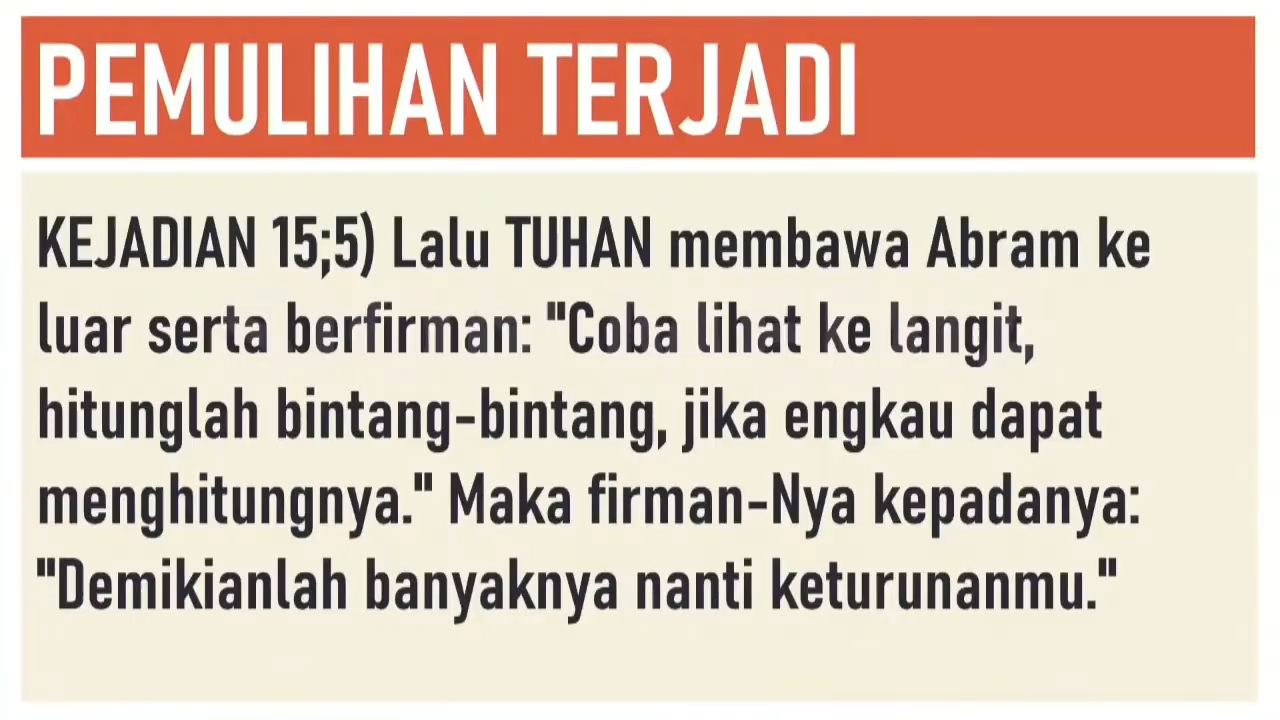 PEMULIHAN TERJADI
KEJADIAN 15;5) Lalu TUHAN membawa Abram ke
luar serta berfirman: "Coba lihat ke langit,
hitunglah bintang-bintang, jika engkau dapat
menghitungnya." Maka firman-Nya kepadanya:
"Demikianlah banyaknya nanti keturunanmu."